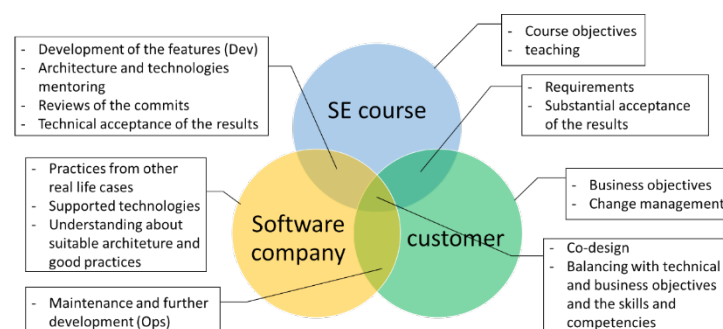 - Development of the features (Dev)
- Architecture and technologies
mentoring
- Reviews of the commits
- Technical acceptance of the results
- Course objectives
- teaching
SE course
- Requirements
- Substantial acceptance
of the results
- Practices from other
real life cases
- Supported technologies
- Understanding about
suitable architeture and
good practices
Software
company
customer
- Business objectives
- Change management
- Co-design
- Balancing with technical
and business objectives
and the skills and
competencies
- Maintenance and further
development (Ops)